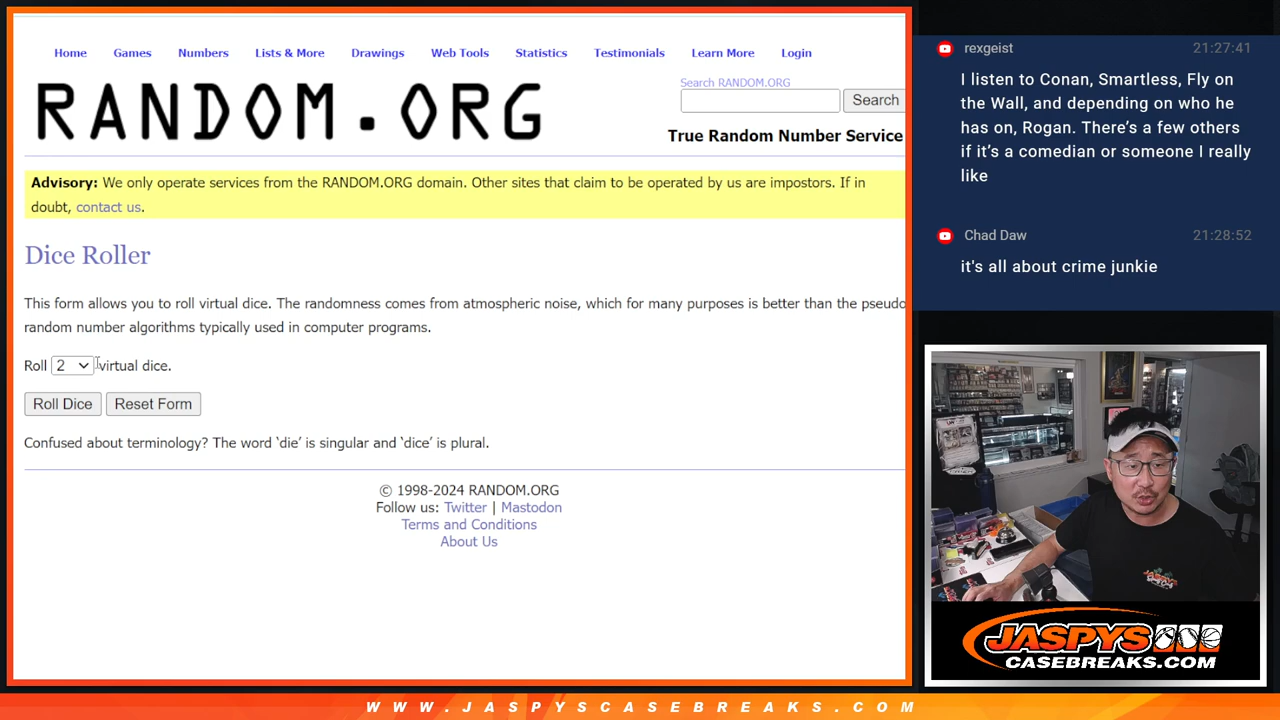 Home Games Numbers Lists & More Drawings Web Tools Statistics Testimonials Learn More Login
RANDOM.ORG
Search RANDOM.ORG
Search
True Random Number Service
Advisory: We only operate services from the RANDOM.ORG domain. Other sites that claim to be operated by us are impostors. If in
doubt, contact us.
Dice Roller
This form allows you to roll virtual dice. The randomness comes from atmospheric noise, which for many purposes is better than the pseudo
random number algorithms typically used in computer programs.
Roll 2 virtual dice.
Roll Dice Reset Form
Confused about terminology? The word ‘die’ is singular and ‘dice’ is plural.
© 1998-2024 RANDOM.ORG
Follow us: Twitter | Mastodon
Terms and Conditions
About Us
rexgeist 21:27:41
I listen to Conan, Smartless, Fly on
the Wall, and depending on who he
has on, Rogan. There’s a few others
if it’s a comedian or someone I really
like
Chad Daw 21:28:52
it's all about crime junkie
JASPYS
CASEBREAKS.COM
WWW.JASPYSCASEBREAKS.COM